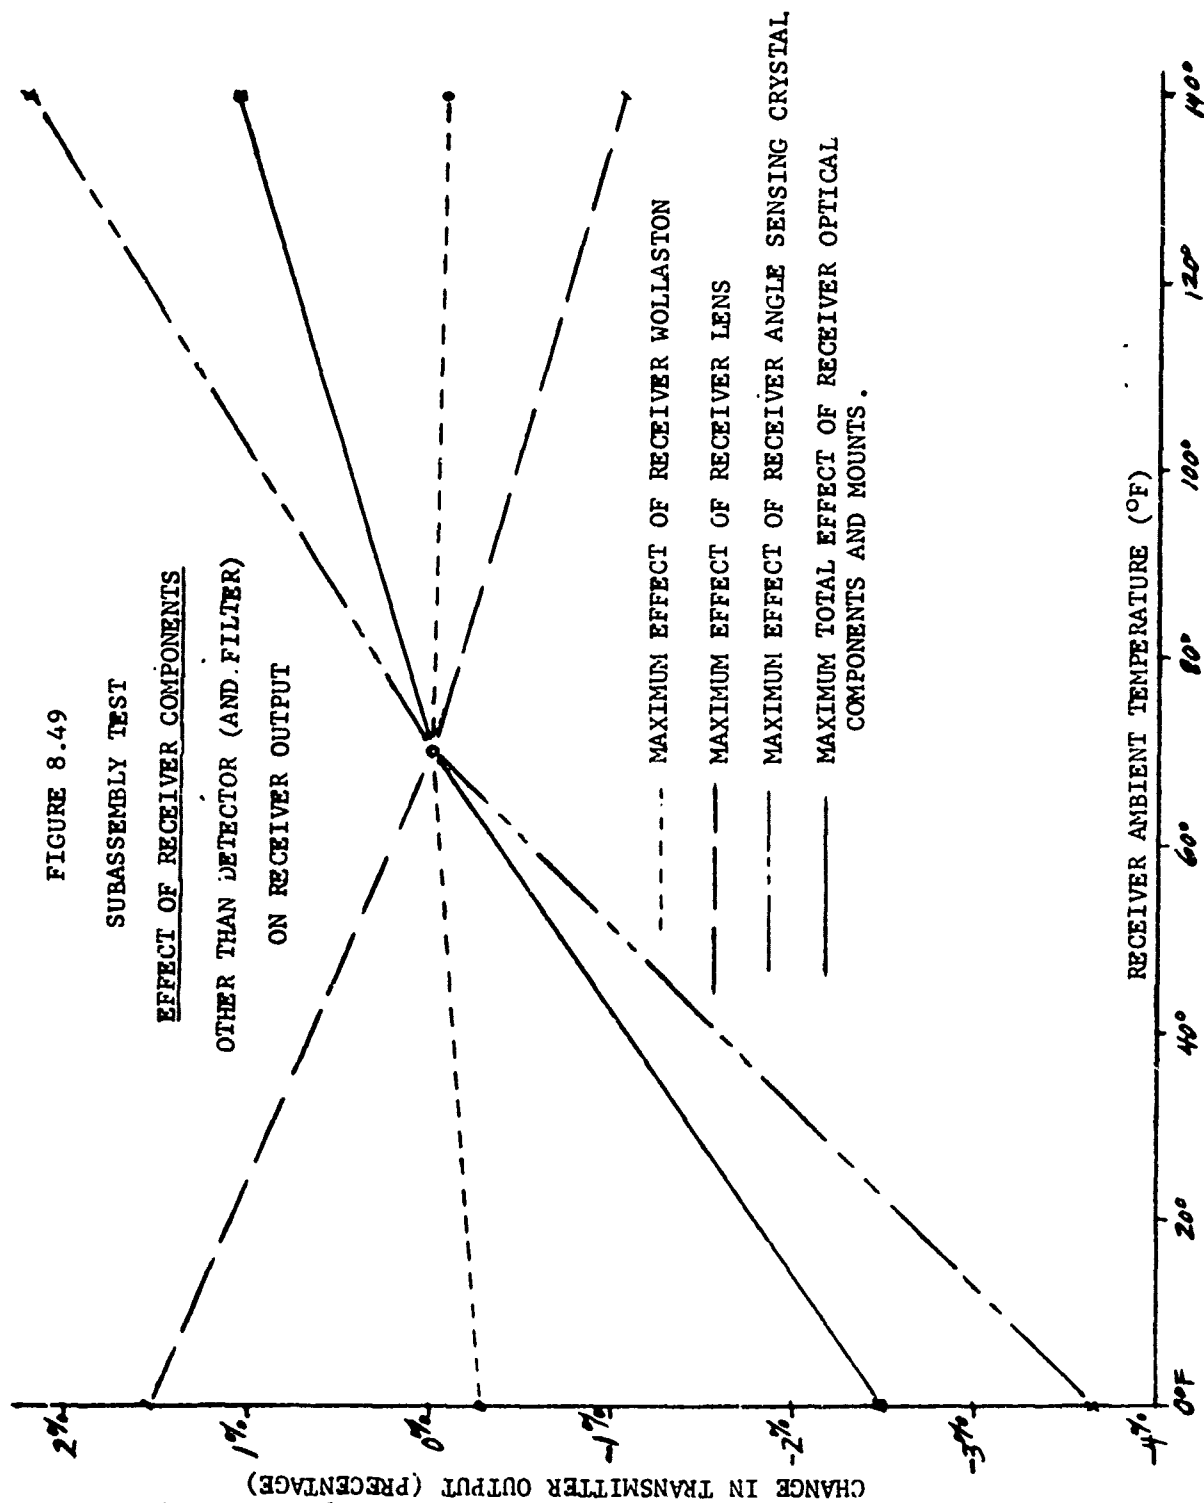 FIGURE 8.49
SUBASSEMBLY TEST
EFFECT OF RECEIVER COMPONENTS
OTHER THAN DETECTOR (AND FILTER)
ON RECEIVER OUTPUT
MAXIMUM EFFECT OF RECEIVER WOLLASTON
MAXIMUM EFFECT OF RECEIVER LENS
MAXIMUM EFFECT OF RECEIVER ANGLE SENSING CRYSTAL
MAXIMUM TOTAL EFFECT OF RECEIVER OPTICAL
COMPONENTS AND MOUNTS.
CHANGE IN TRANSMITTER OUTPUT (PRECENTAGE)
2%
1%
0%
-1%
-2%
-3%
-4%
0°F
20°
40°
60°
80°
100°
120°
140°
RECEIVER AMBIENT TEMPERATURE (°F)